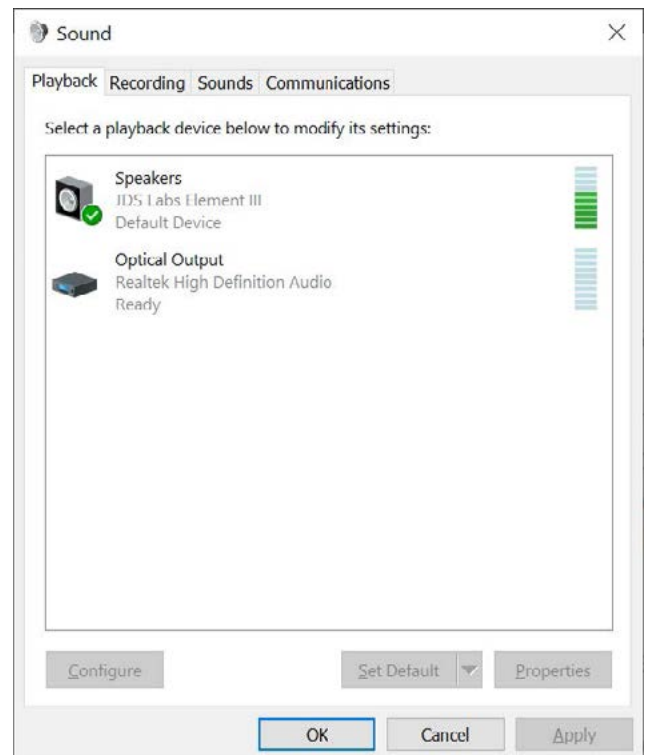 Sound
Playback Recording Sounds Communications
Select a playback device below to modify its settings:
Speakers
JDS Labs Element III
Default Device
Optical Output
Realtek High Definition Audio
Ready
Configure Set Default Properties
OK Cancel Apply